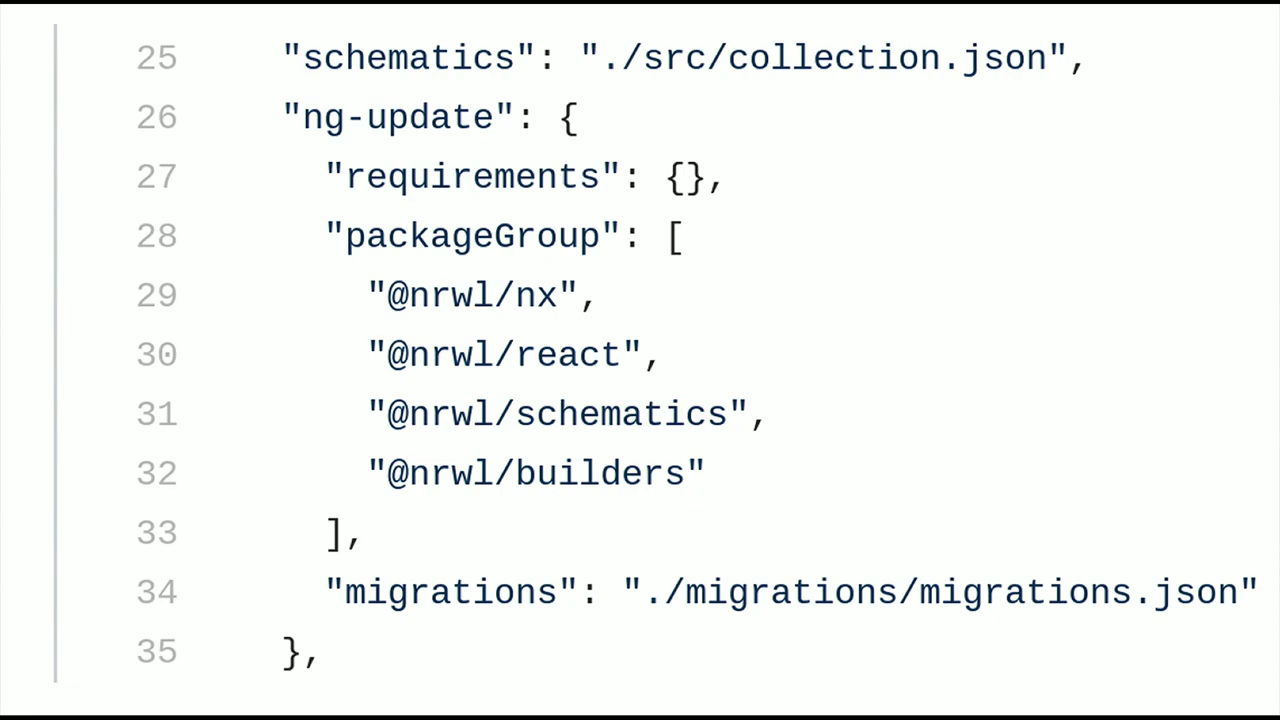 25 "schematics": "./src/collection.json",
26 "ng-update": {
27 "requirements": {},
28 "packageGroup": [
29 "@nrwl/nx",
30 "@nrwl/react",
31 "@nrwl/schematics",
32 "@nrwl/builders"
33 ],
34 "migrations": "./migrations/migrations.json"
35 },